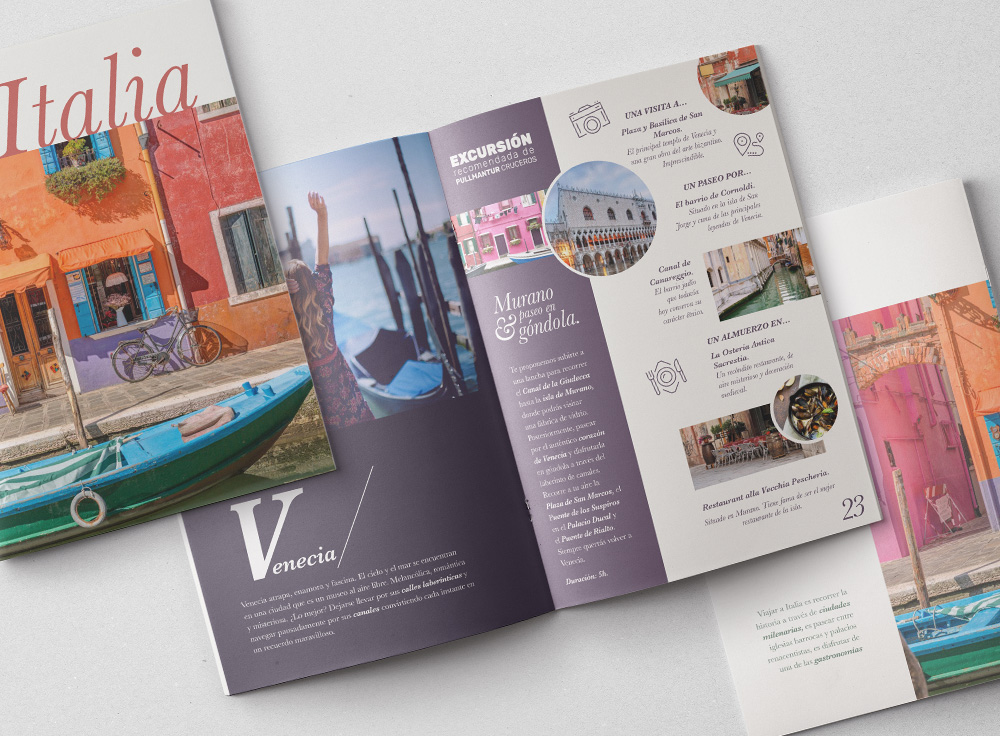 Italia
Venecia
Venecia atrapa, enamora y fascina. El cielo y el mar se encuentran
en una ciudad que es un museo al aire libre. Melancólica, romántica
y misteriosa. ¿Lo mejor? Dejarse llevar por sus calles laberínticas y
navegar pausadamente por sus canales convirtiendo cada instante en
un recuerdo maravilloso.
EXCURSIÓN
recomendada de
PULLMANTUR CRUCEROS
Murano
& paseo en
góndola.
Te proponemos subirte a
una lancha para recorrer
el Canal de la Giudecca
hasta la isla de Murano,
donde podrás visitar
una fábrica de vidrio.
Posteriormente, pasear
por el auténtico corazón
de Venecia y disfrutarla
en góndola a través del
laberinto de canales.
Recorre a tu aire la
Plaza de San Marcos, el
Puente de los Suspiros
en el Palacio Ducal y
el Puente de Rialto.
Siempre querrás volver a
Venecia.
Duración: 5h.
UNA VISITA A...
Plaza y Basílica de San
Marcos.
El principal templo de Venecia y
una gran obra del arte bizantino.
Imprescindible.
UN PASEO POR...
El barrio de Cornoldi.
Situado en la isla de San
Jorge y cuna de las principales
leyendas de Venecia.
Canal de
Canareggio.
El barrio judío
que todavía
hoy conserva su
carácter étnico.
UN ALMUERZO EN...
La Osteria Antica
Sacrestia.
Un recóndito restaurante, de
aire misterioso y decoración
medieval.
Restaurant alla Vecchia Pescheria.
Situado en Murano. Tiene fama de ser el mejor
restaurante de la isla.
23
Viajar a Italia es recorrer la
historia a través de ciudades
milenarias, es pasear entre
iglesias barrocas y palacios
renacentistas, es disfrutar de
una de las gastronomías